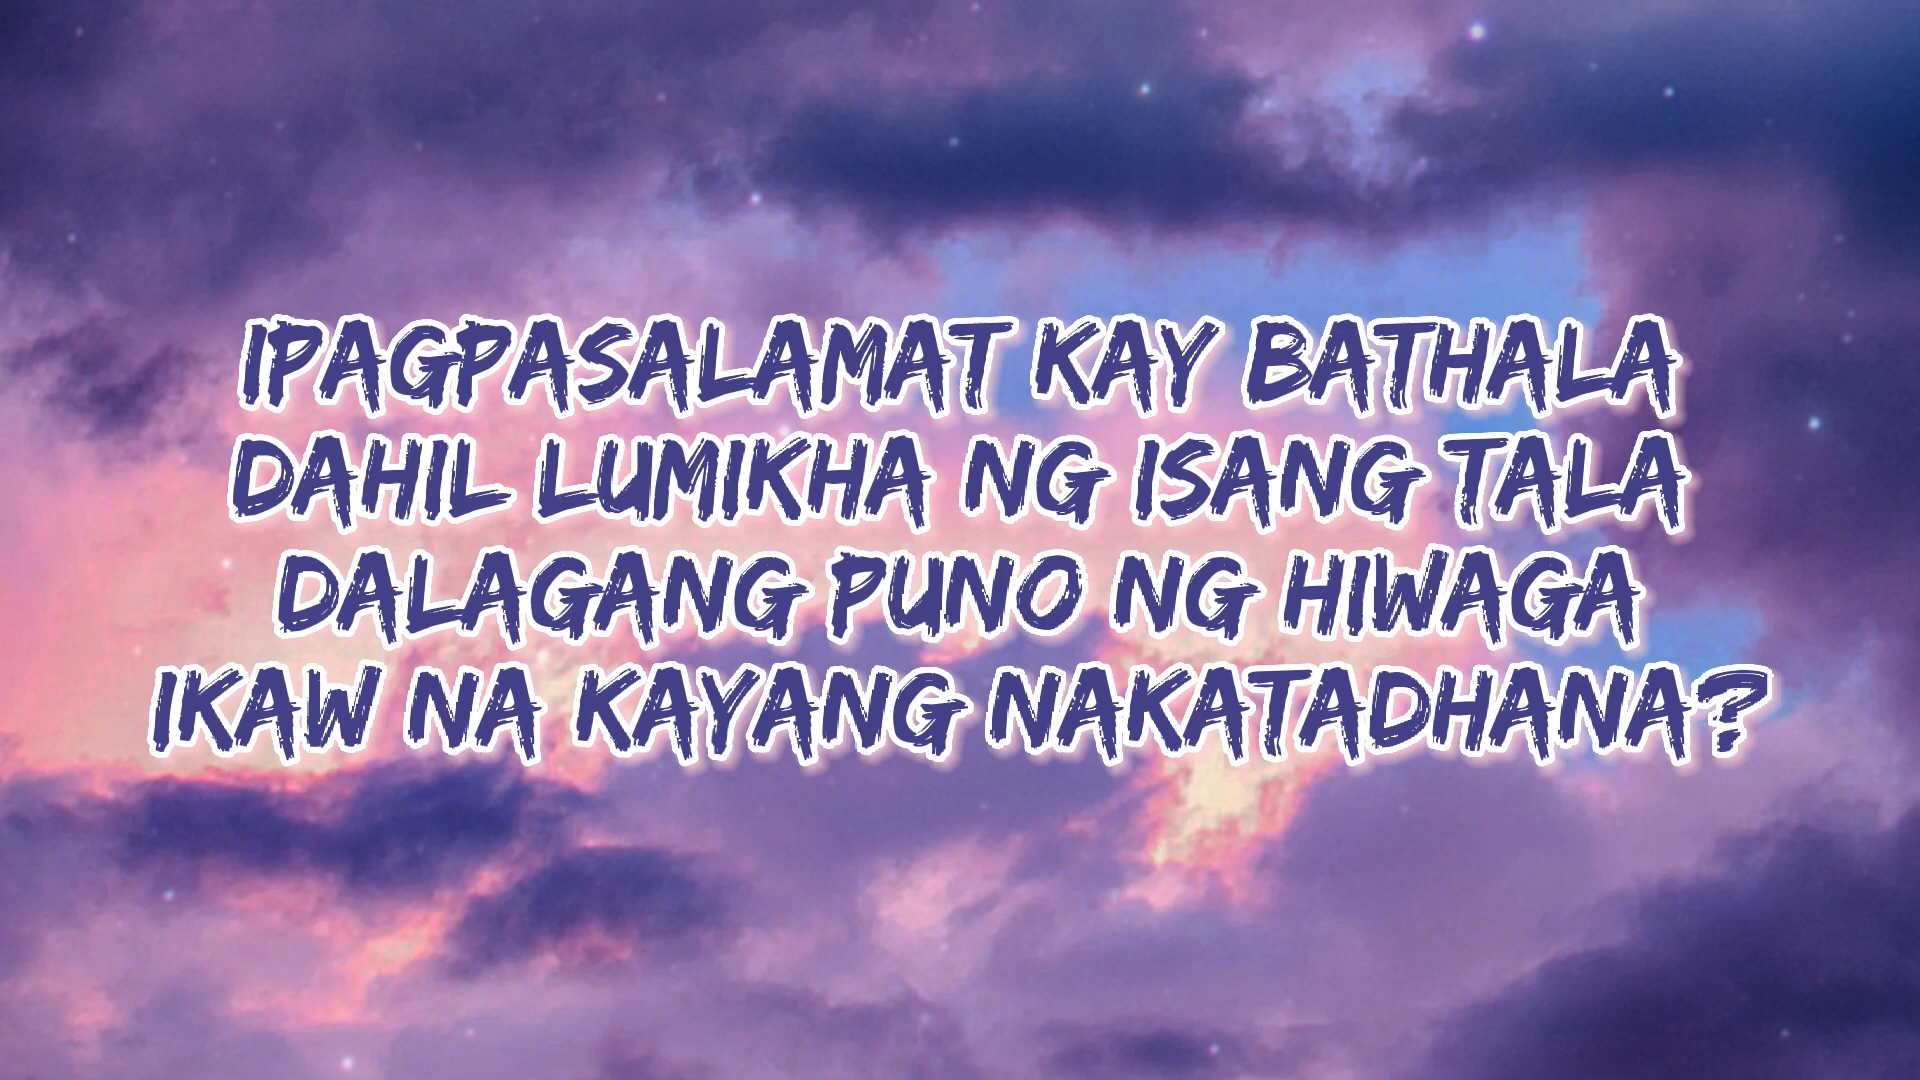 IPAGPASALAMAT KAY BATHALA
DAHIL LUMIKHA NG ISANG TALA
DALAGANG PUNO NG HIWAGA
IKAW NA KAYANG NAKATADHANA?